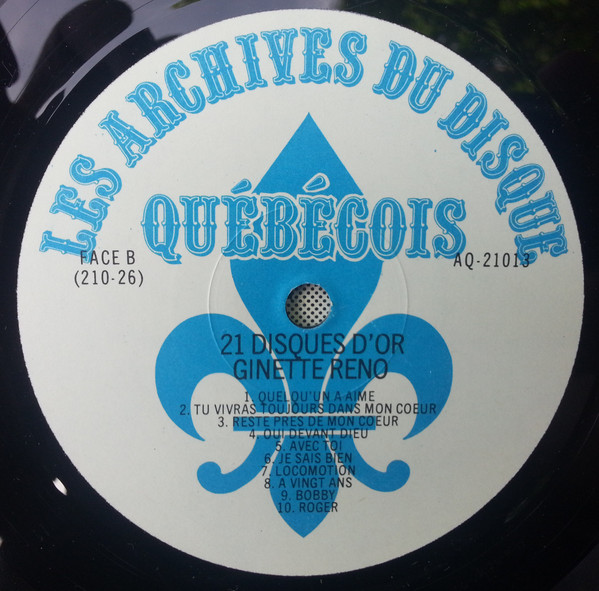 LES ARCHIVES DU DISQUE
QUÉBÉCOIS
FACE B
(210-26)
AQ-21013
21 DISQUES D'OR
GINETTE RENO
1. QUELQU'UN A AIME
2. TU VIVRAS TOUJOURS DANS MON COEUR
3. RESTE PRES DE MON COEUR
4. OUI DEVANT DIEU
5. AVEC TOI
6. JE SAIS BIEN
7. LOCOMOTION
8. A VINGT ANS
9. BOBBY
10. ROGER